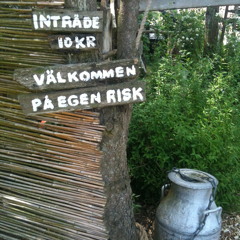 INTRÄDE
10 KR
VÄLKOMMEN
PÅ EGEN RISK